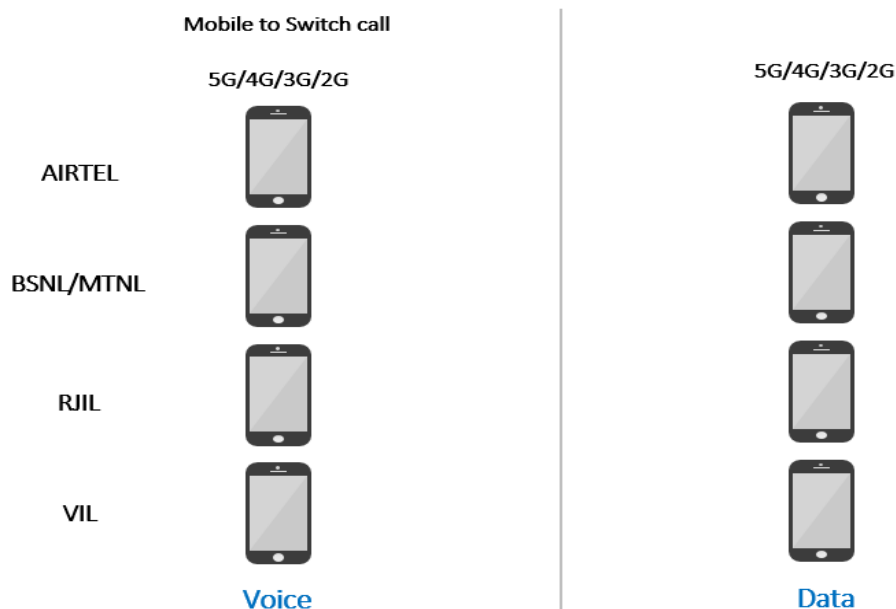 Mobile to Switch call
5G/4G/3G/2G
5G/4G/3G/2G
AIRTEL
BSNL/MTNL
RJIL
VIL
Voice
Data